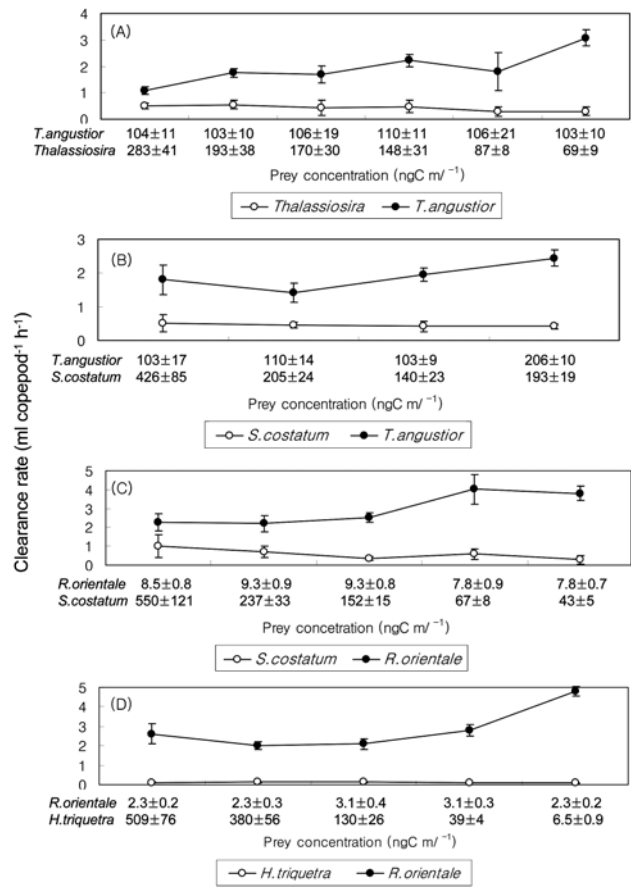 (A)
4
3
2
1
0
T.angustior 104±11 103±10 106±19 110±11 106±21 103±10
Thalassiosira 283±41 193±38 170±30 148±31 87±8 69±9
Prey concentration (ngC m/ ⁻¹)
Thalassiosira T.angustior
(B)
3
2
1
0
T.angustior 103±17 110±14 103±9 206±10
S.costatum 426±85 205±24 140±23 193±19
Prey concentration (ngC m/ ⁻¹)
S.costatum T.angustior
Clearance rate (ml copepod⁻¹ h⁻¹)
(C)
5
4
3
2
1
0
R.orientale 8.5±0.8 9.3±0.9 9.3±0.8 7.8±0.9 7.8±0.7
S.costatum 550±121 237±33 152±15 67±8 43±5
Prey concetration (ngC m/ ⁻¹)
S.costatum R.orientale
(D)
5
4
3
2
1
0
R.orientale 2.3±0.2 2.3±0.3 3.1±0.4 3.1±0.3 2.3±0.2
H.triquetra 509±76 380±56 130±26 39±4 6.5±0.9
Prey concentration (ngC m/ ⁻¹)
H.triquetra R.orientale